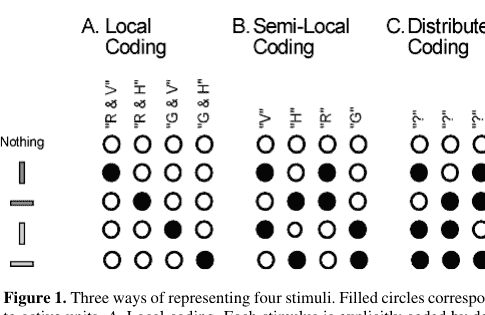 A. Local Coding
B. Semi-Local Coding
C. Distribute
Coding
"R & V" "R & H" "G & V" "G & H" "V" "H" "R" "G" "?" "?" "?"
Nothing
Figure 1. Three ways of representing four stimuli. Filled circles correspo
to active units. A. Local coding. Each stimulus is explicitly coded by de